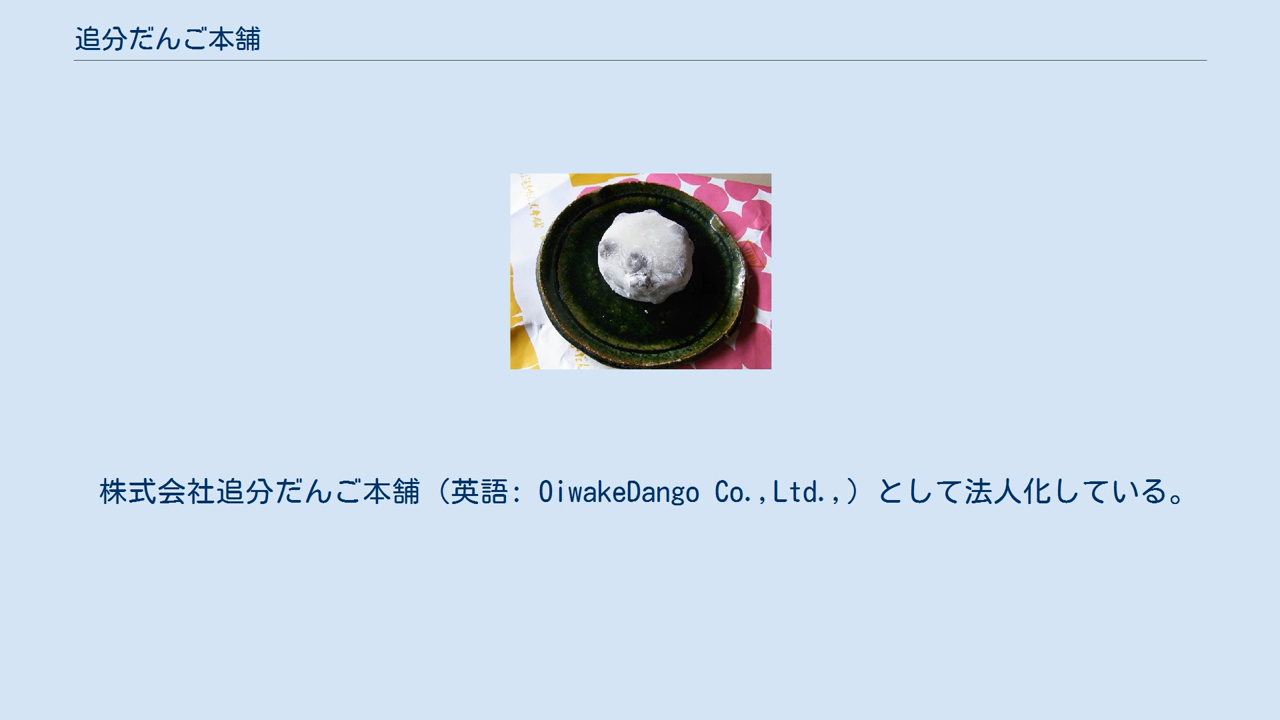 追分だんご本舗
株式会社追分だんご本舗（英語: OiwakeDango Co.,Ltd.,）として法人化している。